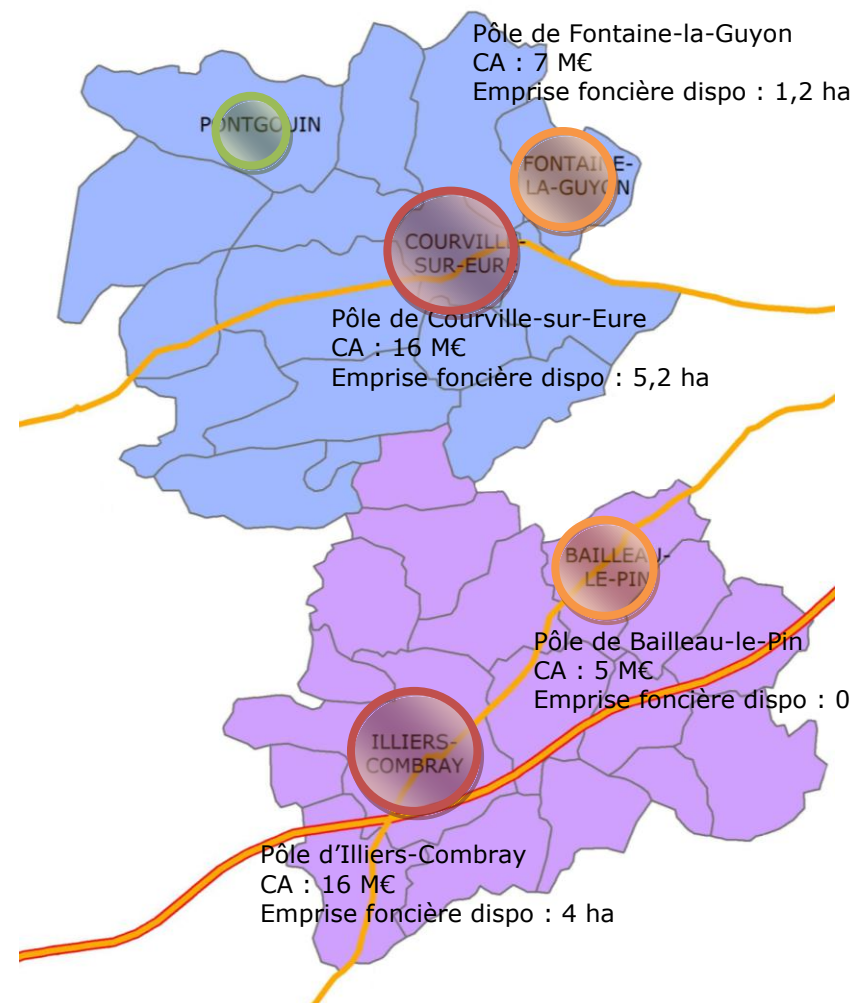 Pôle de Fontaine-la-Guyon
CA : 7 M€
Emprise foncière dispo : 1,2 ha
PONTGOUIN
FONTAINE-
LA-GUYON
COURVILLE-
SUR-EURE
Pôle de Courville-sur-Eure
CA : 16 M€
Emprise foncière dispo : 5,2 ha
BAILLEAU-
LE-PIN
Pôle de Bailleau-le-Pin
CA : 5 M€
Emprise foncière dispo : 0
ILLIERS-
COMBRAY
Pôle d’Illiers-Combray
CA : 16 M€
Emprise foncière dispo : 4 ha